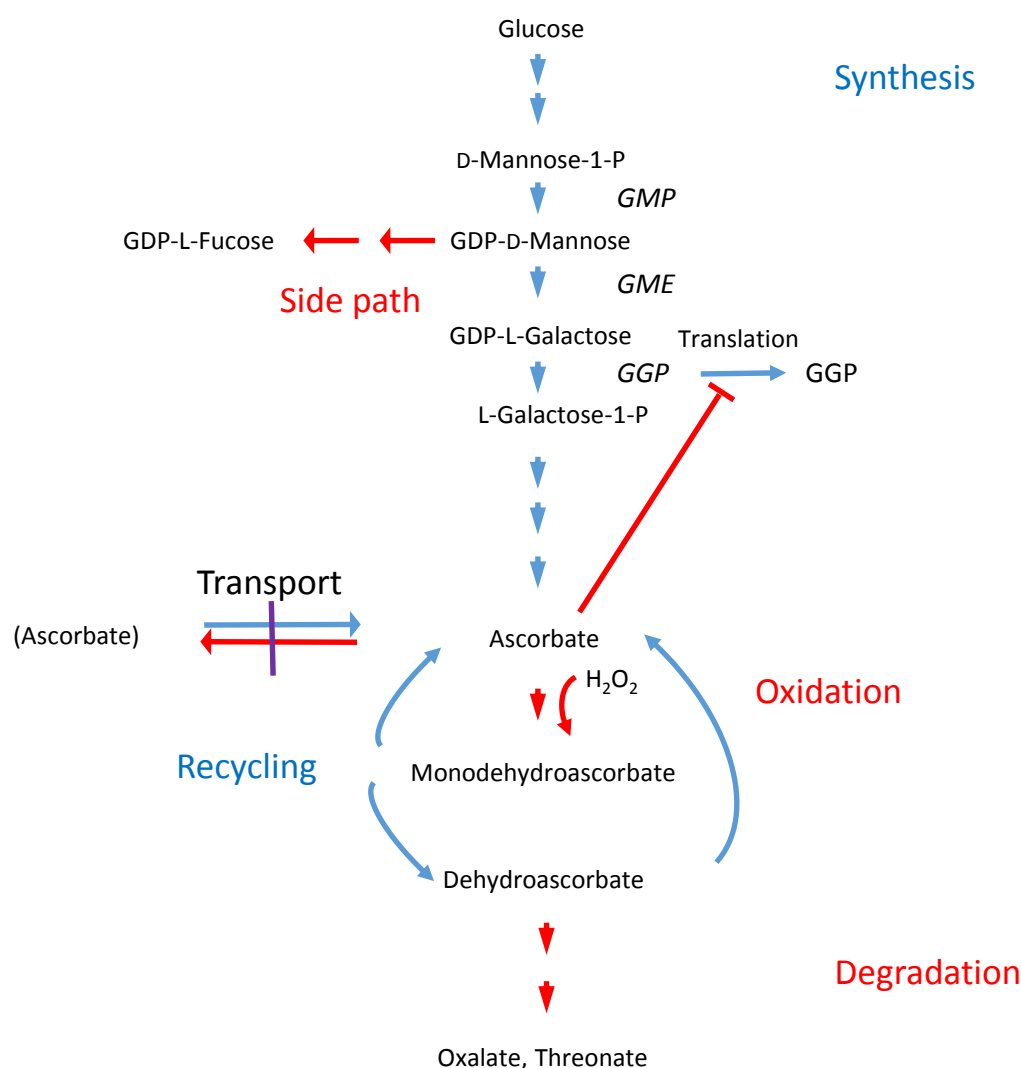 Glucose
Synthesis
D-Mannose-1-P
GMP
GDP-L-Fucose
GDP-D-Mannose
Side path
GME
GDP-L-Galactose
Translation
GGP
GGP
L-Galactose-1-P
Transport
(Ascorbate)
Ascorbate
H₂O₂
Oxidation
Recycling
Monodehydroascorbate
Dehydroascorbate
Degradation
Oxalate, Threonate